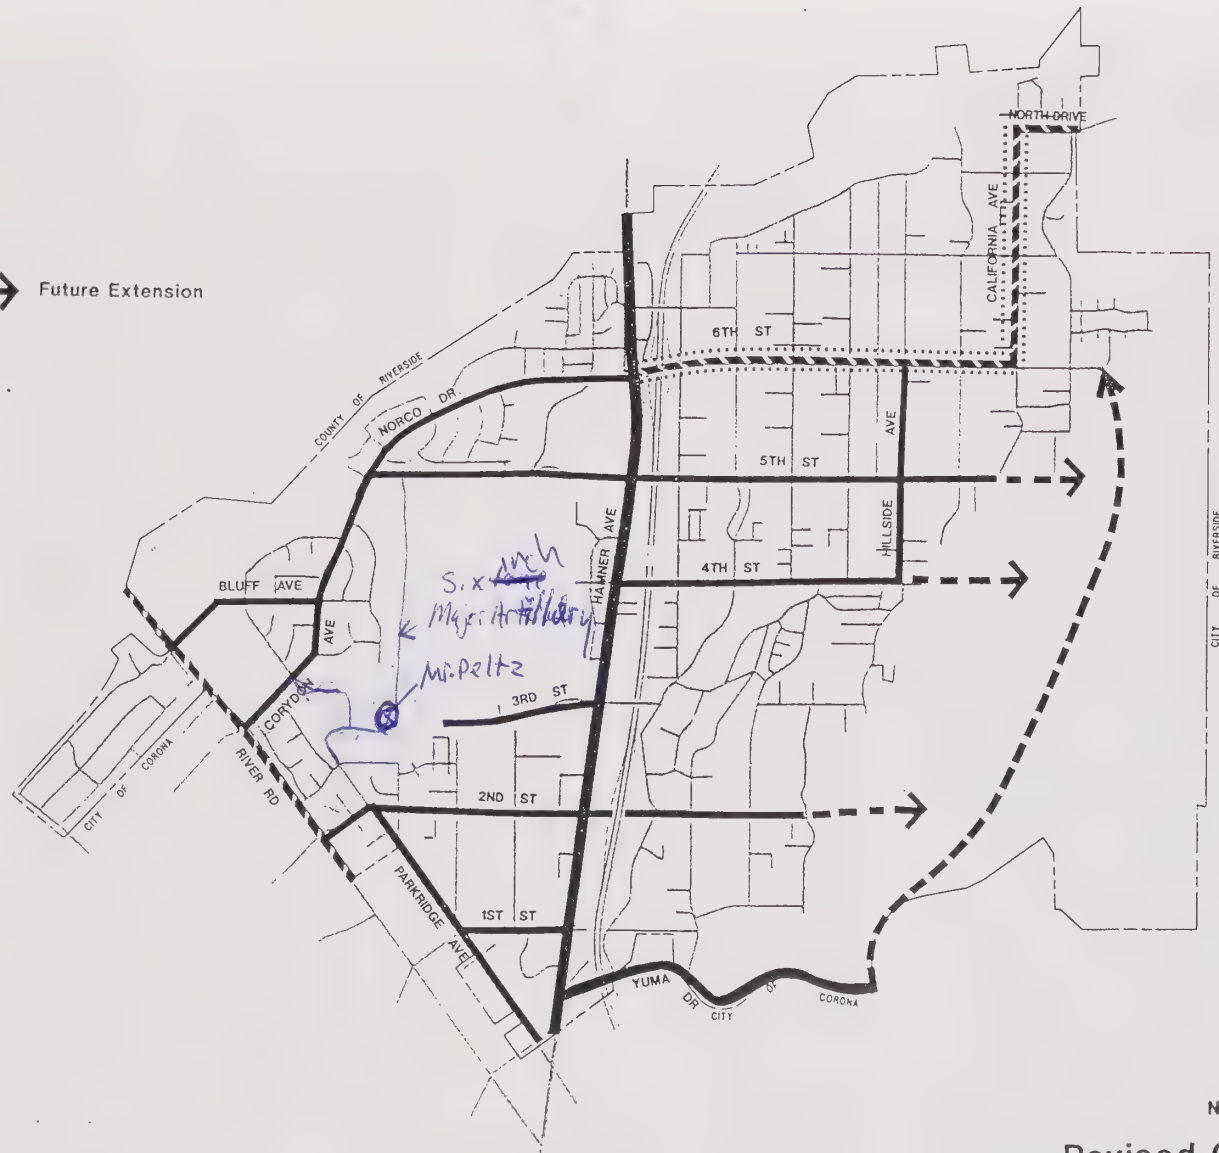 NORTH DRIVE
CALIFORNIA AVE
Future Extension
6TH ST
COUNTY OF RIVERSIDE
NORCO DR
AVE
5TH ST
HILLSIDE
HAMNER AVE
CITY OF RIVERSIDE
4TH ST
BLUFF AVE
Six inch
Major
AVE
Mr. Peltz
3RD ST
CORYDON
RIVER RD
CITY OF CORONA
2ND ST
PARKRIDGE AVE
1ST ST
YUMA DR
CITY OF CORONA
N
Revised